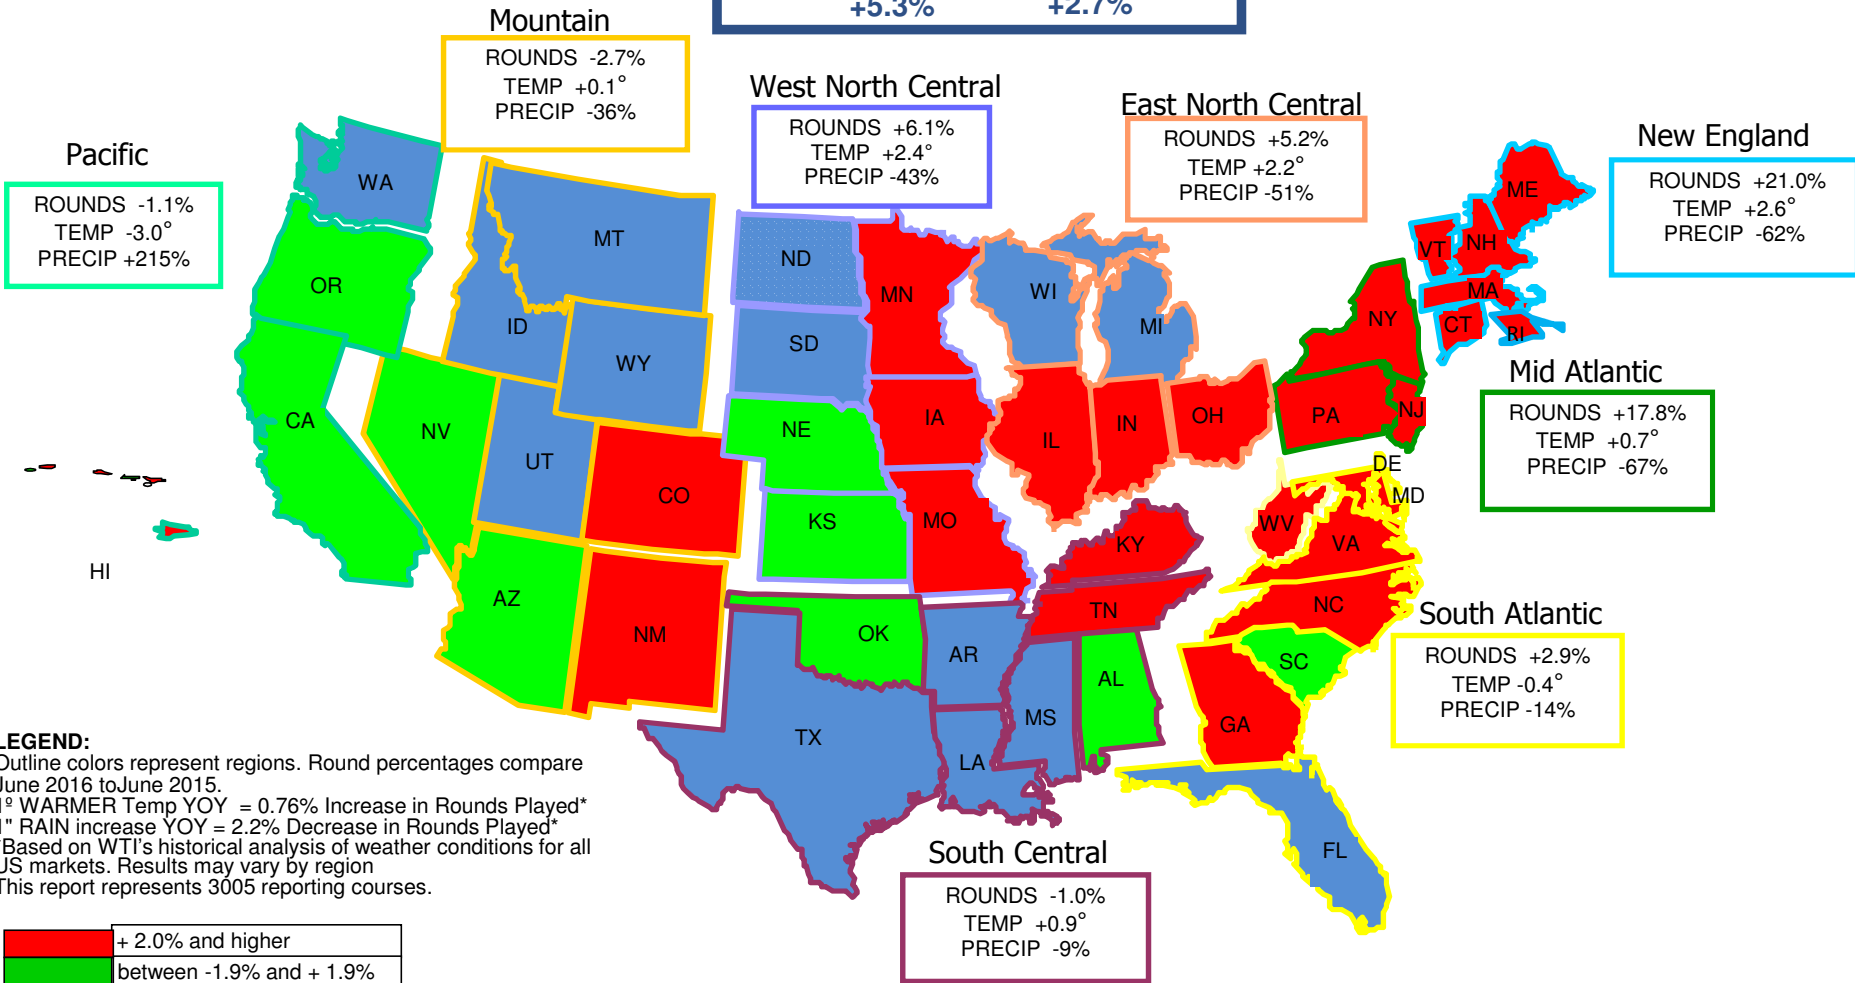 +5.3% +2.7%
Mountain
ROUNDS -2.7%
TEMP +0.1°
PRECIP -36%
West North Central
ROUNDS +6.1%
TEMP +2.4°
PRECIP -43%
East North Central
ROUNDS +5.2%
TEMP +2.2°
PRECIP -51%
New England
ROUNDS +21.0%
TEMP +2.6°
PRECIP -62%
Pacific
ROUNDS -1.1%
TEMP -3.0°
PRECIP +215%
Mid Atlantic
ROUNDS +17.8%
TEMP +0.7°
PRECIP -67%
South Atlantic
ROUNDS +2.9%
TEMP -0.4°
PRECIP -14%
South Central
ROUNDS -1.0%
TEMP +0.9°
PRECIP -9%
WA
OR
CA
HI
MT
ID
WY
NV
UT
CO
AZ
NM
ND
SD
NE
KS
MN
IA
MO
WI
MI
IL
IN
OH
ME
VT
NH
MA
CT
RI
NY
PA
NJ
DE
MD
WV
VA
NC
SC
GA
FL
KY
TN
AL
MS
AR
LA
OK
TX
LEGEND:
Outline colors represent regions. Round percentages compare
June 2016 toJune 2015.
1º WARMER Temp YOY = 0.76% Increase in Rounds Played*
1" RAIN increase YOY = 2.2% Decrease in Rounds Played*
*Based on WTI's historical analysis of weather conditions for all
US markets. Results may vary by region
This report represents 3005 reporting courses.
+ 2.0% and higher
between -1.9% and + 1.9%